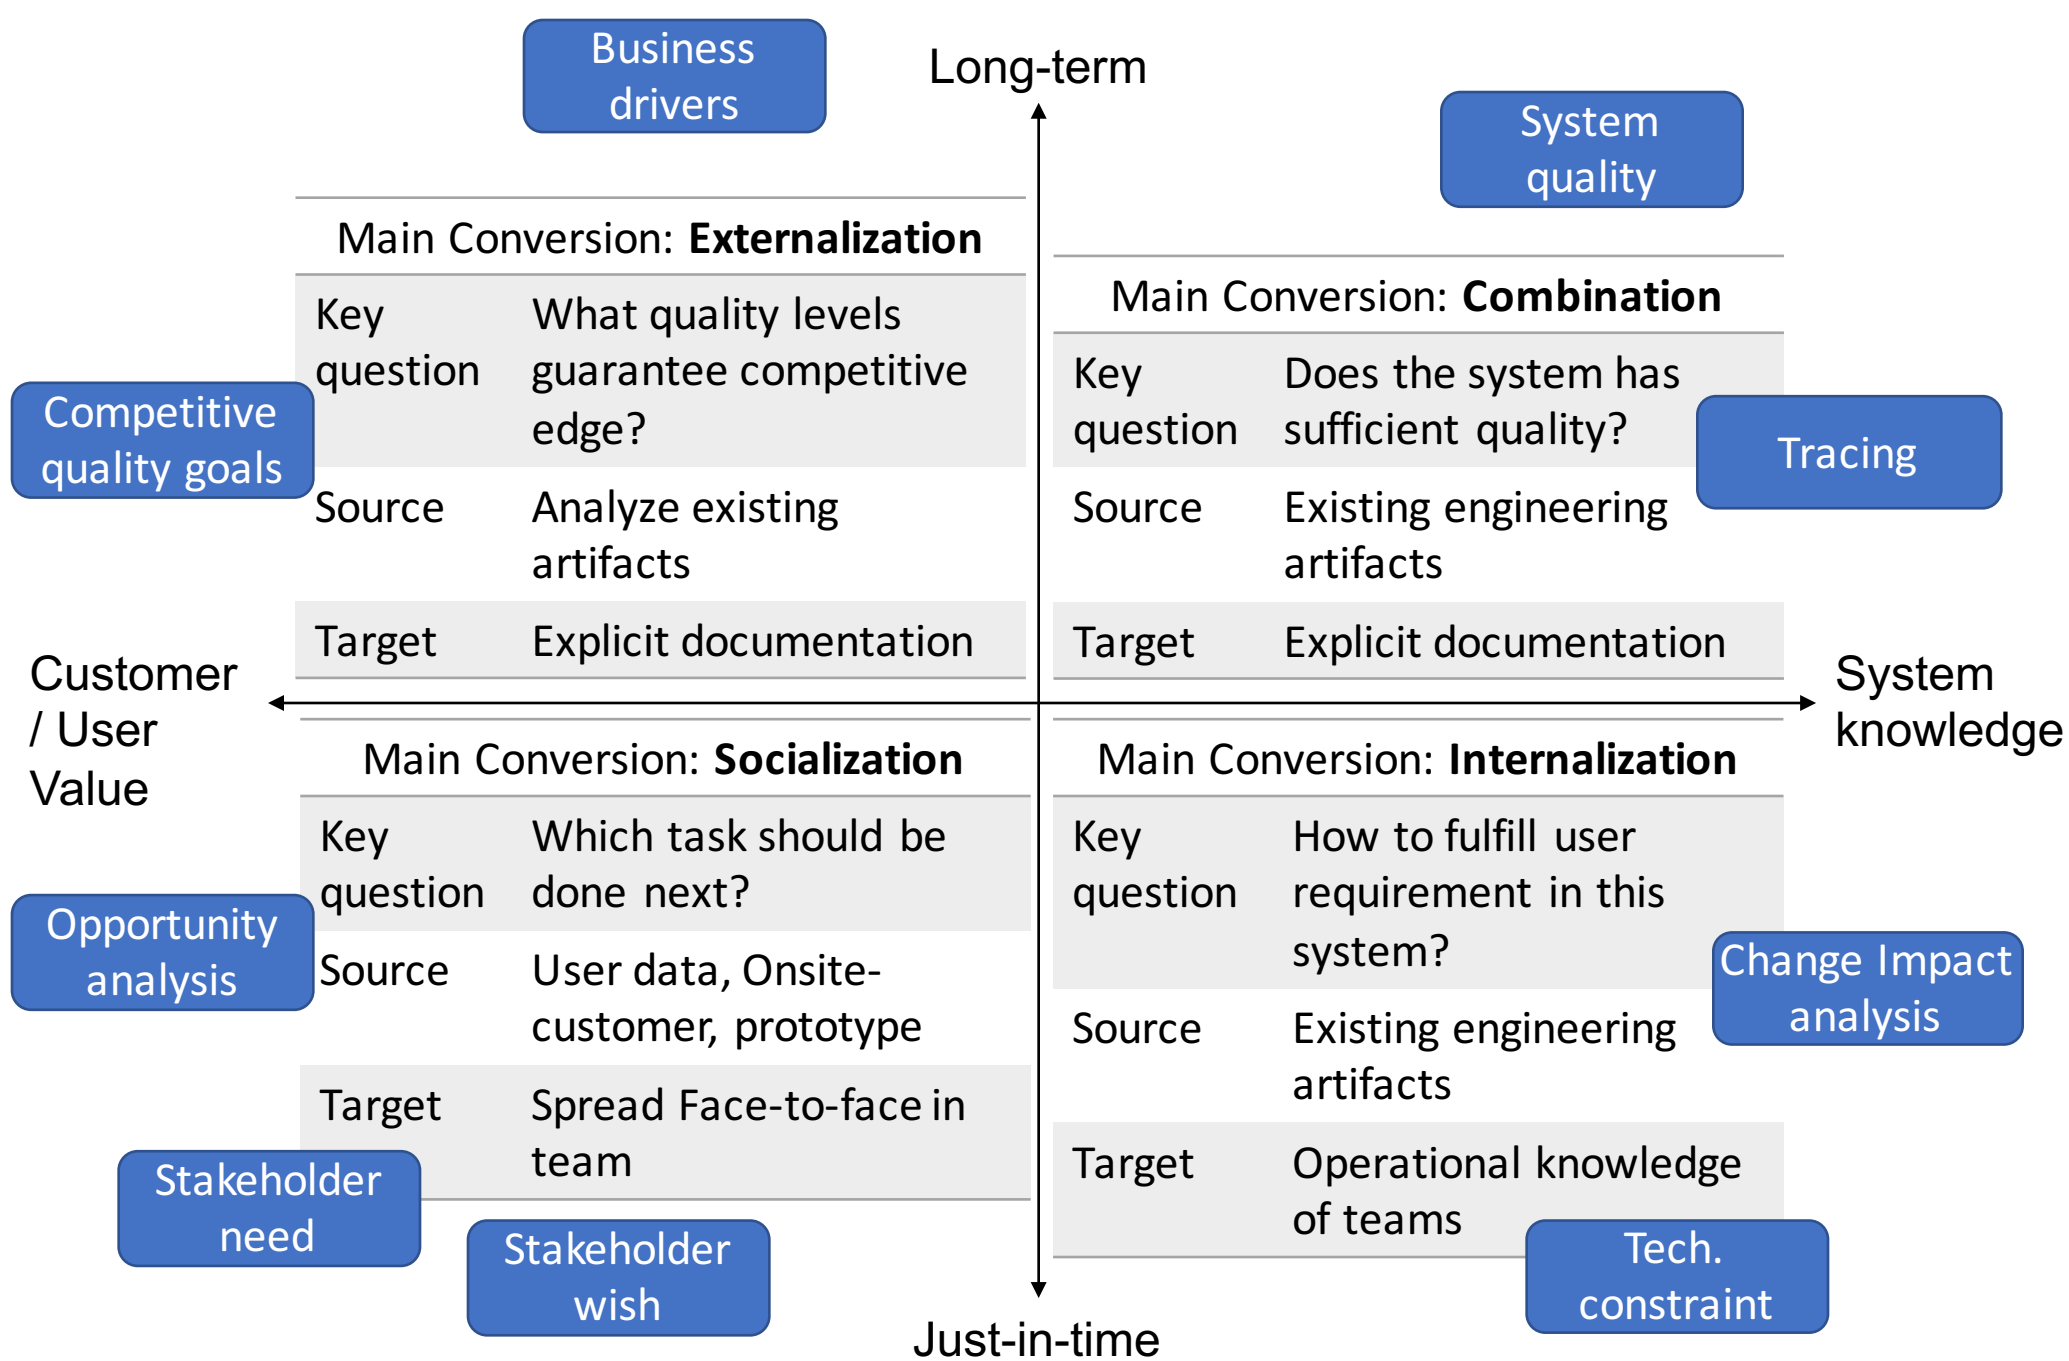 Business
drivers
Long-term
System
quality
Main Conversion: Externalization
Key
question
What quality levels
guarantee competitive
edge?
Source
Analyze existing
artifacts
Target
Explicit documentation
Competitive
quality goals
Main Conversion: Combination
Key
question
Does the system has
sufficient quality?
Source
Existing engineering
artifacts
Target
Explicit documentation
Tracing
Customer
/ User
Value
System
knowledge
Main Conversion: Socialization
Key
question
Which task should be
done next?
Source
User data, Onsite-
customer, prototype
Target
Spread Face-to-face in
team
Opportunity
analysis
Stakeholder
need
Stakeholder
wish
Main Conversion: Internalization
Key
question
How to fulfill user
requirement in this
system?
Source
Existing engineering
artifacts
Target
Operational knowledge
of teams
Change Impact
analysis
Tech.
constraint
Just-in-time